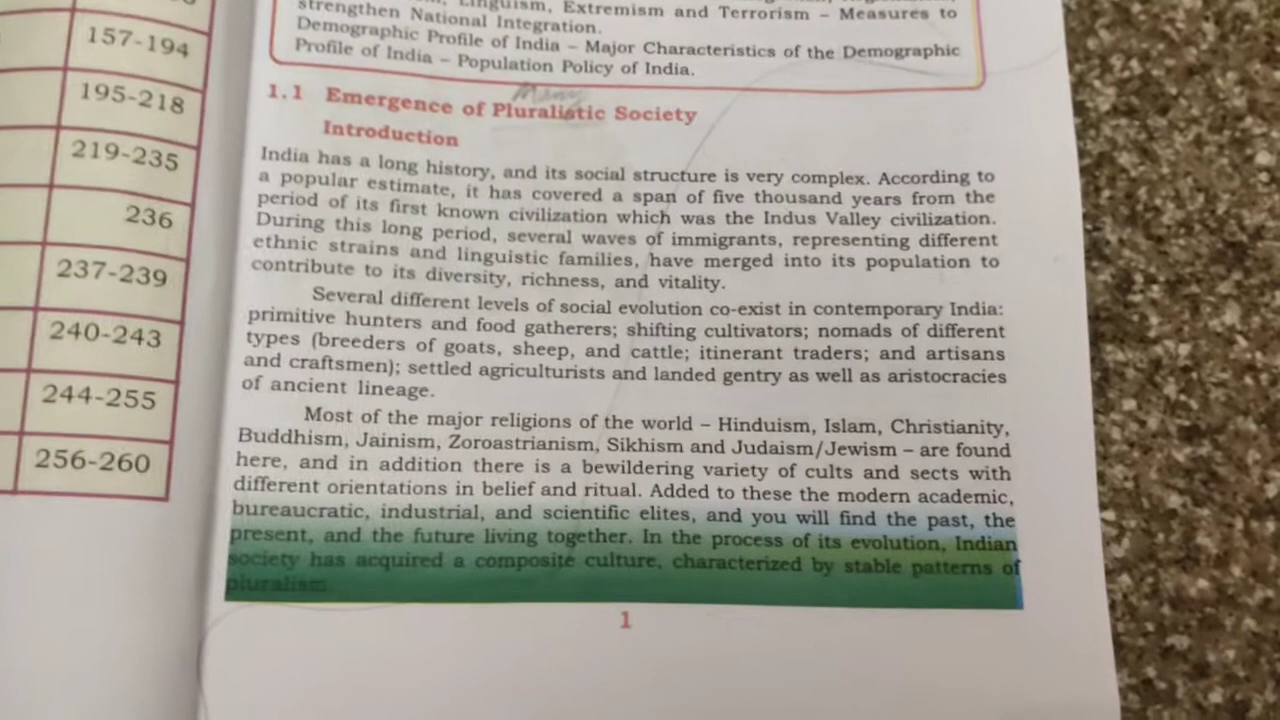 157-194
195-218
219-235
236
237-239
240-243
244-255
256-260
Linguism, Extremism and Terrorism – Measures to
strengthen National Integration.
Demographic Profile of India – Major Characteristics of the Demographic
Profile of India – Population Policy of India.
Many
1.1 Emergence of Pluralistic Society
Introduction
India has a long history, and its social structure is very complex. According to
a popular estimate, it has covered a span of five thousand years from the
period of its first known civilization which was the Indus Valley civilization.
During this long period, several waves of immigrants, representing different
ethnic strains and linguistic families, have merged into its population to
contribute to its diversity, richness, and vitality.
Several different levels of social evolution co-exist in contemporary India:
primitive hunters and food gatherers; shifting cultivators; nomads of different
types (breeders of goats, sheep, and cattle; itinerant traders; and artisans
and craftsmen); settled agriculturists and landed gentry as well as aristocracies
of ancient lineage.
Most of the major religions of the world – Hinduism, Islam, Christianity,
Buddhism, Jainism, Zoroastrianism, Sikhism and Judaism/Jewism – are found
here, and in addition there is a bewildering variety of cults and sects with
different orientations in belief and ritual. Added to these the modern academic,
bureaucratic, industrial, and scientific elites, and you will find the past, the
present, and the future living together. In the process of its evolution, Indian
society has acquired a composite culture, characterized by stable patterns of
pluralism.
1